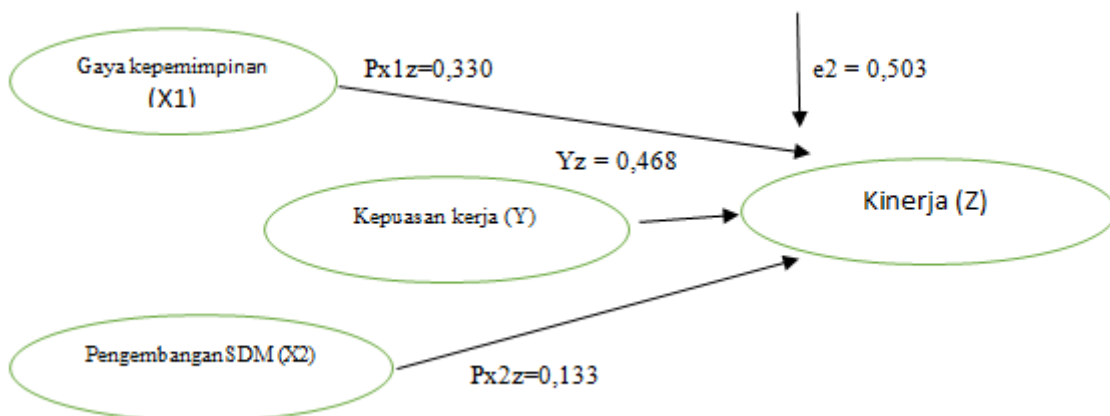 Gaya kepemimpinan
(X1)
Px1z=0,330
e2 = 0,503
Yz = 0,468
Kinerja (Z)
Kepuasan kerja (Y)
Pengembangan SDM (X2)
Px2z=0,133